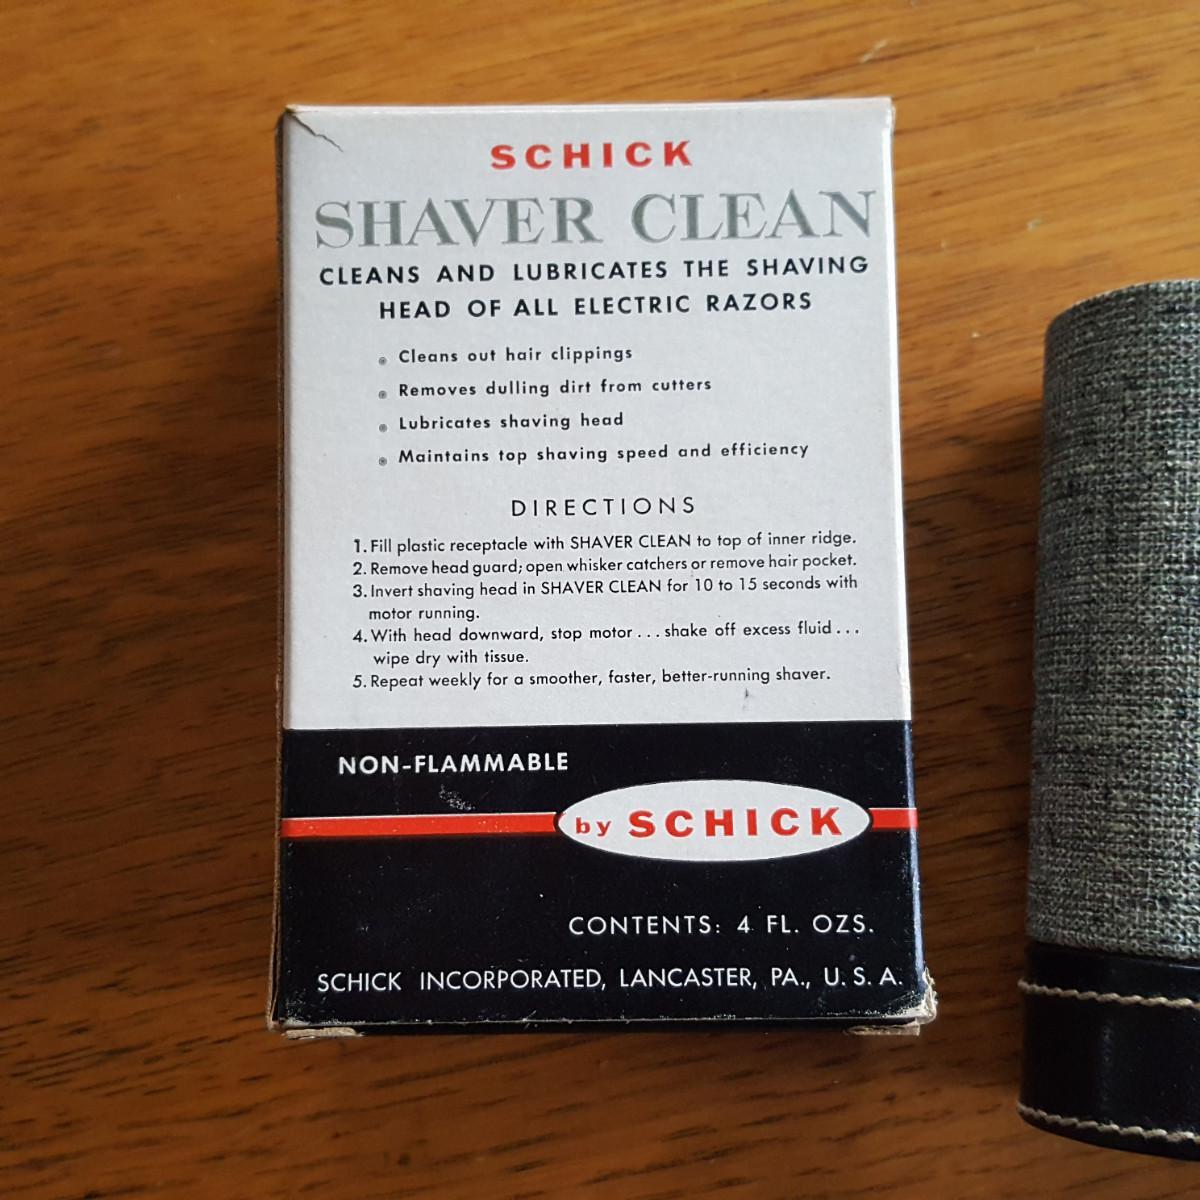 SCHICK
SHAVER CLEAN
CLEANS AND LUBRICATES THE SHAVING
HEAD OF ALL ELECTRIC RAZORS
Cleans out hair clippings
Removes dulling dirt from cutters
Lubricates shaving head
Maintains top shaving speed and efficiency
DIRECTIONS
1. Fill plastic receptacle with SHAVER CLEAN to top of inner ridge.
2. Remove head guard; open whisker catchers or remove hair pocket.
3. Invert shaving head in SHAVER CLEAN for 10 to 15 seconds with
motor running.
4. With head downward, stop motor . . . shake off excess fluid . . .
wipe dry with tissue.
5. Repeat weekly for a smoother, faster, better-running shaver.
NON-FLAMMABLE
by SCHICK
CONTENTS: 4 FL. OZS.
SCHICK INCORPORATED, LANCASTER, PA., U. S. A.